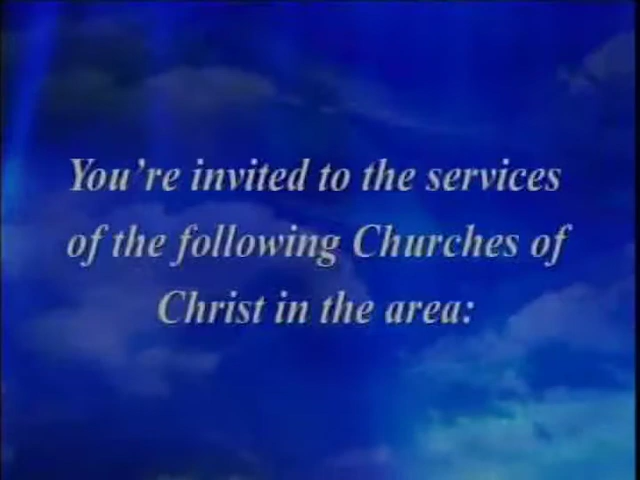 You’re invited to the services
of the following Churches of
Christ in the area: